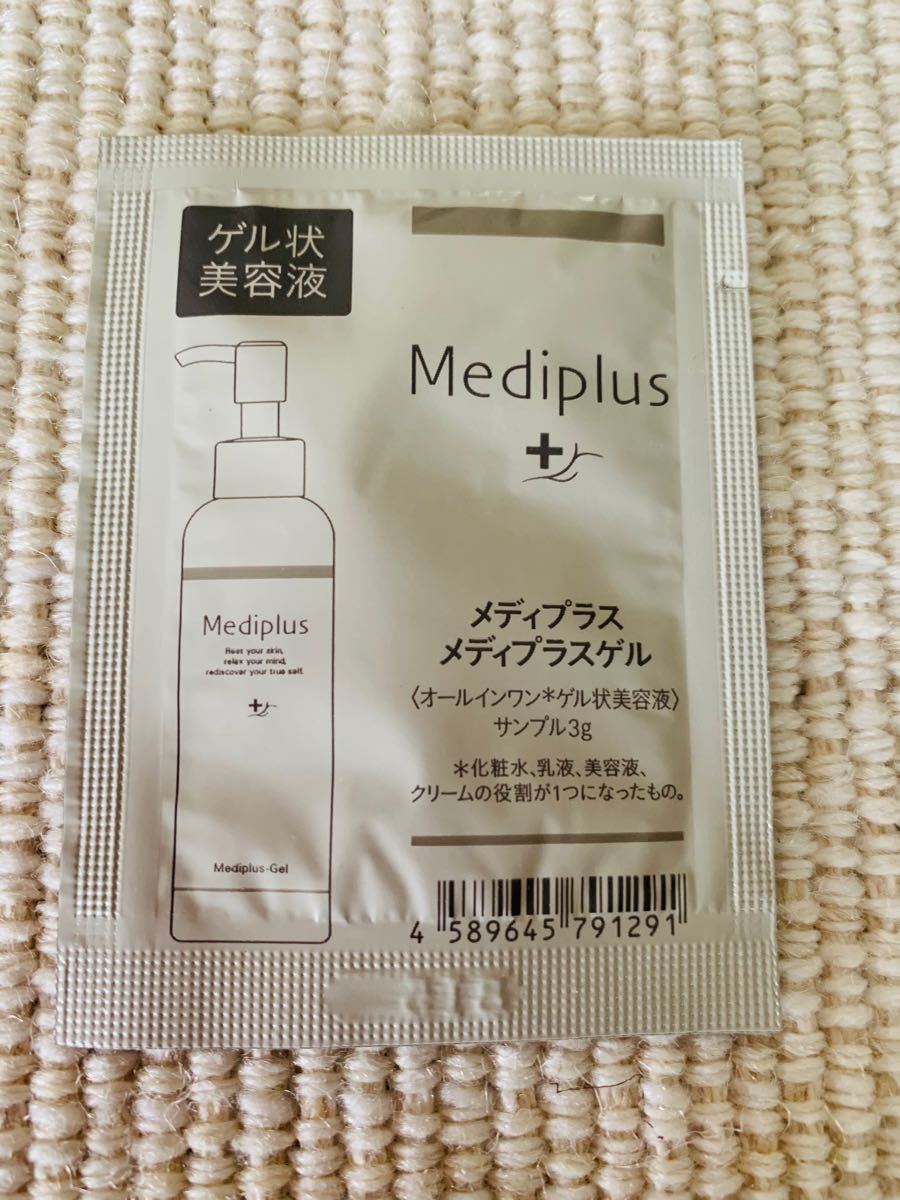 ゲル状
美容液
Mediplus
Rest your skin,
relax your mind,
rediscover your true self.
Mediplus-Gel
Mediplus
メディプラス
メディプラスゲル
〈オールインワン*ゲル状美容液〉
サンプル3g
*化粧水、乳液、美容液、
クリームの役割が1つになったもの。
4 589645 791291